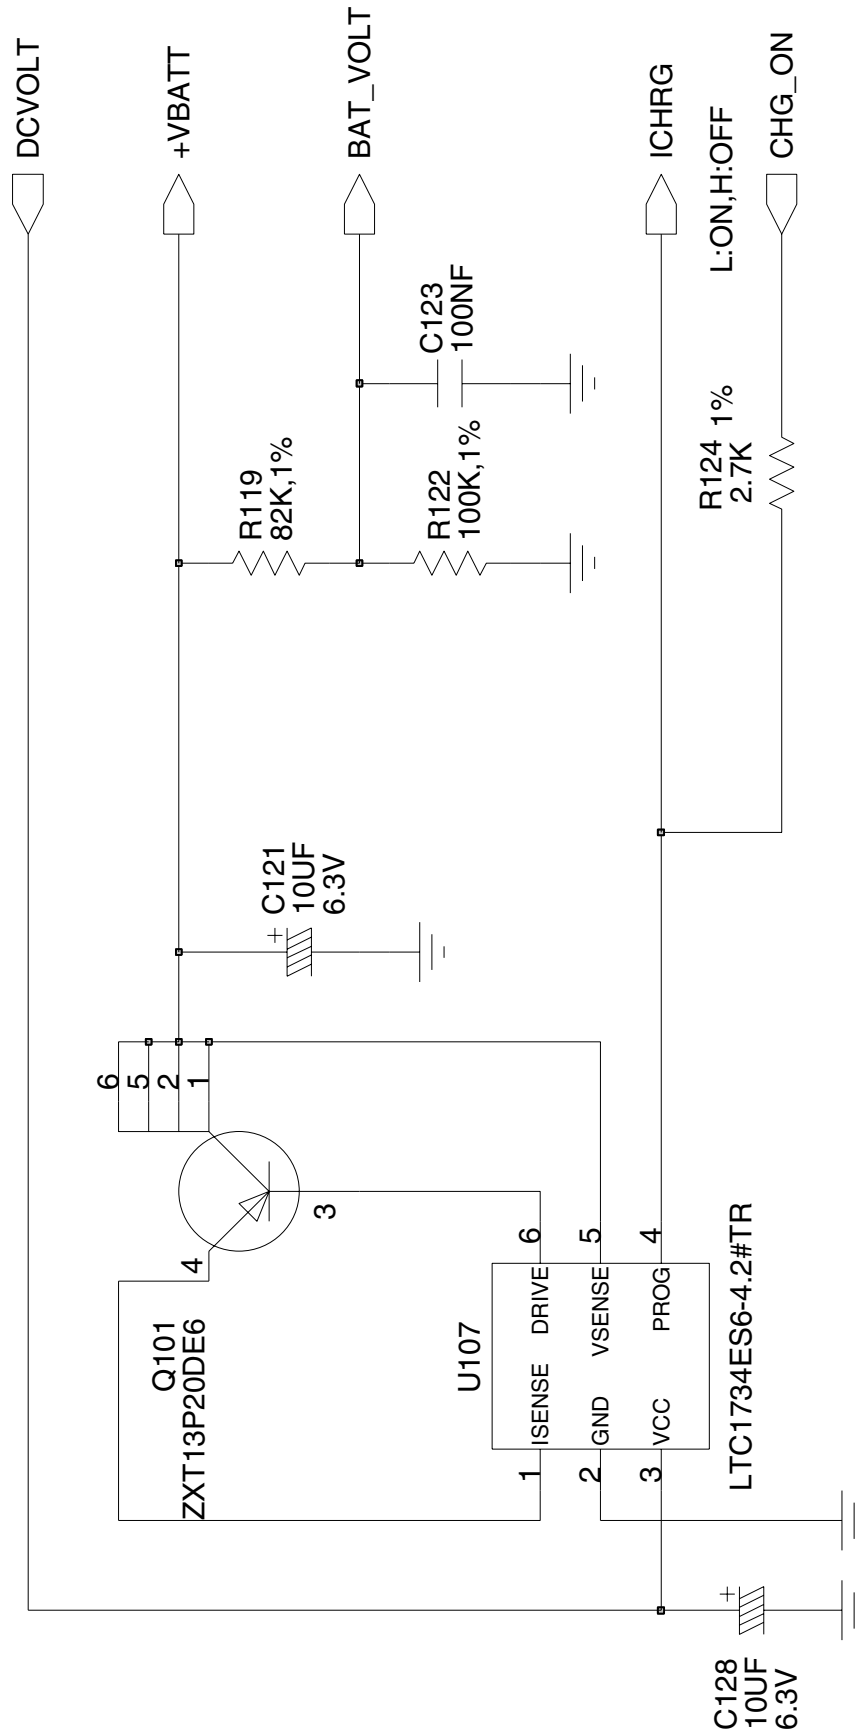 DCVOLT
+VBATT
BAT_VOLT
ICHRG
L:ON,H:OFF
CHG_ON
C123
100NF
R119
82K,1%
R122
100K,1%
R124 1%
2.7K
+
C121
10UF
6.3V
6
5
2
1
4
3
Q101
ZXT13P20DE6
U107
1
ISENSE
DRIVE
6
2
GND
VSENSE
5
3
VCC
PROG
4
LTC1734ES6-4.2#TR
+
C128
10UF
6.3V